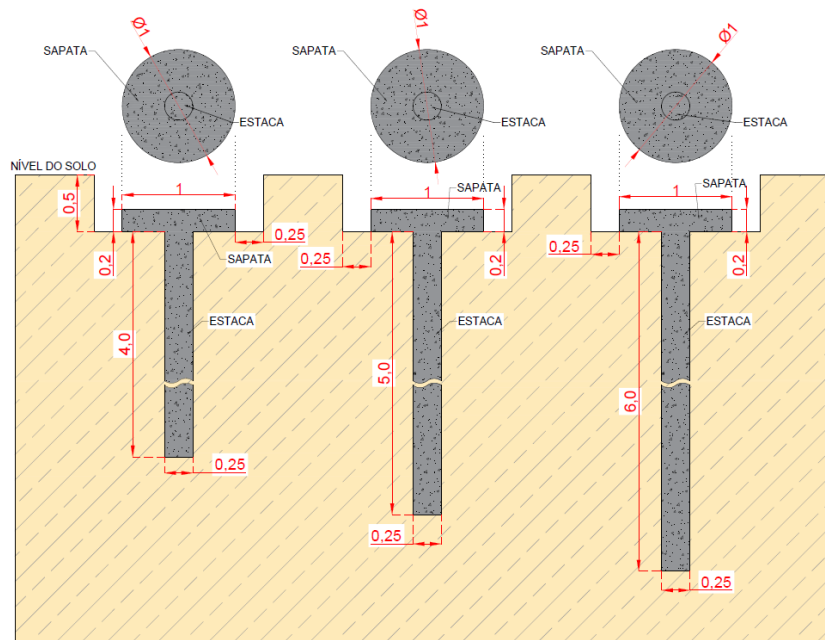 Ø1
Ø1
Ø1
SAPATA
SAPATA
SAPATA
ESTACA
ESTACA
ESTACA
NÍVEL DO SOLO
0,5
1
1
SAPATA
1
SAPATA
0,25
0,25
0,25
0,2
SAPATA
0,2
0,2
4,0
ESTACA
5,0
ESTACA
6,0
ESTACA
0,25
0,25
0,25